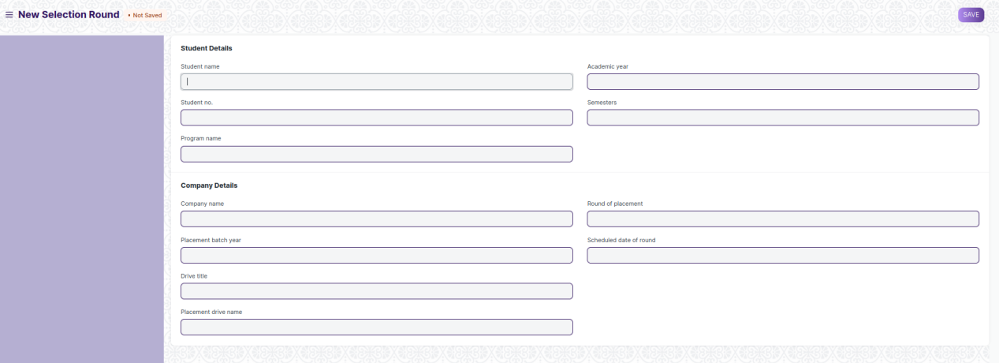 New Selection Round • Not Saved
SAVE
Student Details
Student name
Academic year
Student no.
Semesters
Program name
Company Details
Company name
Round of placement
Placement batch year
Scheduled date of round
Drive title
Placement drive name